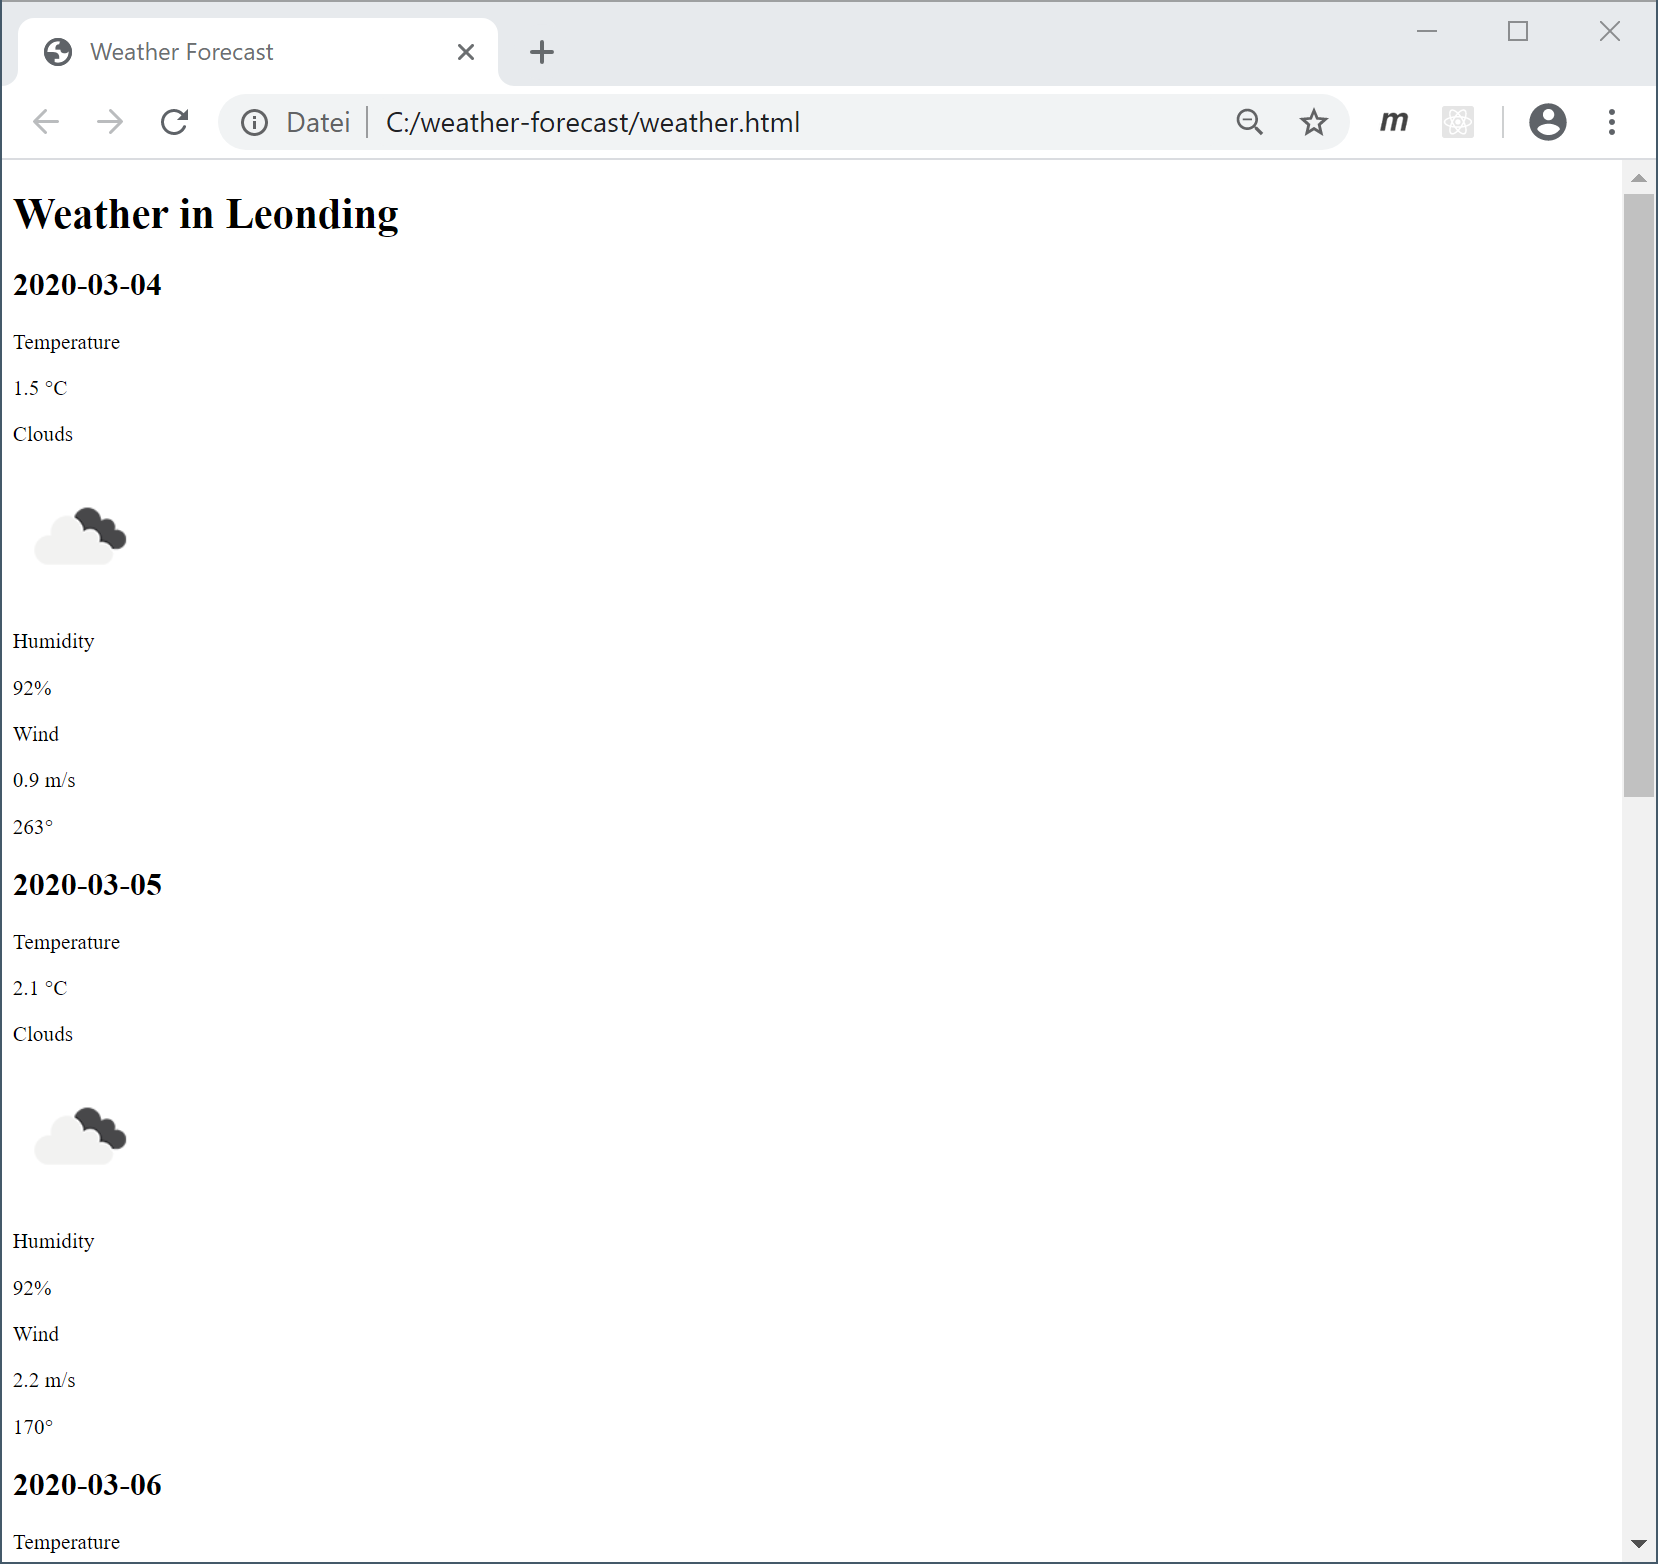 Weather Forecast
Datei | C:/weather-forecast/weather.html m
Weather in Leonding
2020-03-04
Temperature
1.5 °C
Clouds
Humidity
92%
Wind
0.9 m/s
263°
2020-03-05
Temperature
2.1 °C
Clouds
Humidity
92%
Wind
2.2 m/s
170°
2020-03-06
Temperature